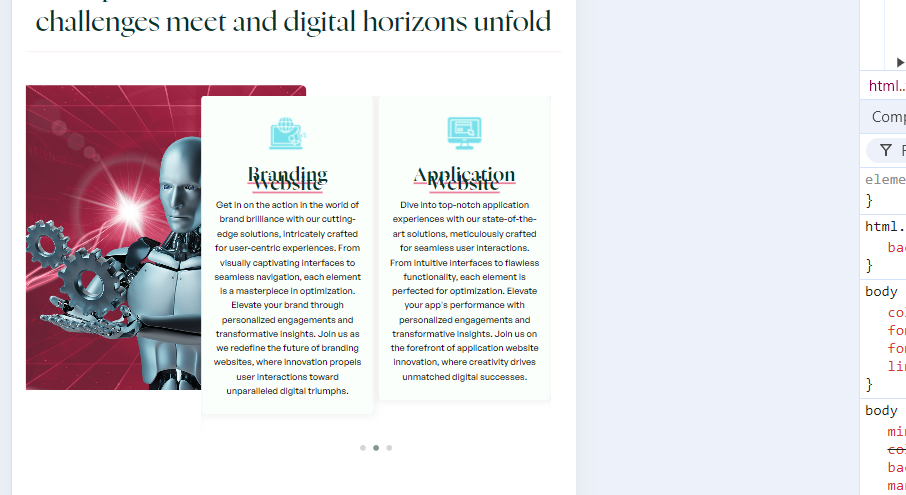 challenges meet and digital horizons unfold
Branding
Website
Get in on the action in the world of
brand brilliance with our cutting-
edge solutions, intricately crafted
for user-centric experiences. From
visually captivating interfaces to
seamless navigation, each element
is a masterpiece in optimization.
Elevate your brand through
personalized engagements and
transformative insights. Join us as
we redefine the future of branding
websites, where innovation propels
user interactions toward
unparalleled digital triumphs.
Application
Website
Dive into top-notch application
experiences with our state-of-the-
art solutions, meticulously crafted
for seamless user interactions.
From intuitive interfaces to flawless
functionality, each element is
perfected for optimization. Elevate
your app's performance with
personalized engagements and
transformative insights. Join us on
the forefront of application website
innovation, where creativity drives
unmatched digital successes.
html..
Comp
F
eleme
}
html.
bac
}
body
col
fon
fon
lin
}
body
min
col
bac
mar